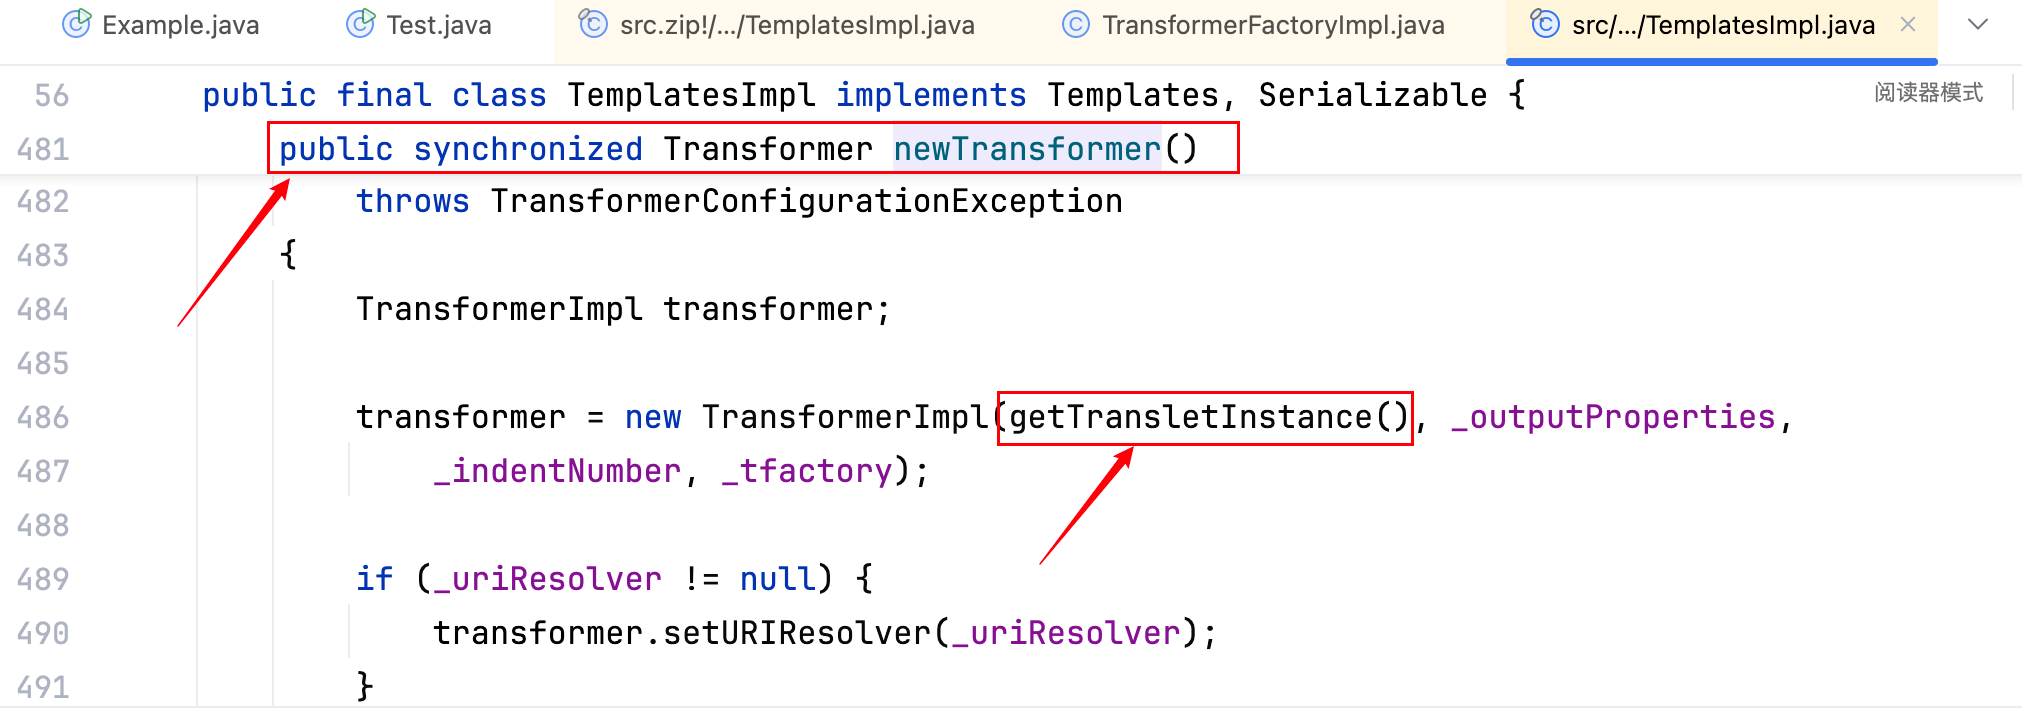 Example.java Test.java src.zip!/.../TemplatesImpl.java TransformerFactoryImpl.java src/.../TemplatesImpl.java
56 public final class TemplatesImpl implements Templates, Serializable { 阅读器模式
481 public synchronized Transformer newTransformer()
482 throws TransformerConfigurationException
483 {
484 TransformerImpl transformer;
485
486 transformer = new TransformerImpl(getTransletInstance(), _outputProperties,
487 _indentNumber, _tfactory);
488
489 if (_uriResolver != null) {
490 transformer.setURIResolver(_uriResolver);
491 }